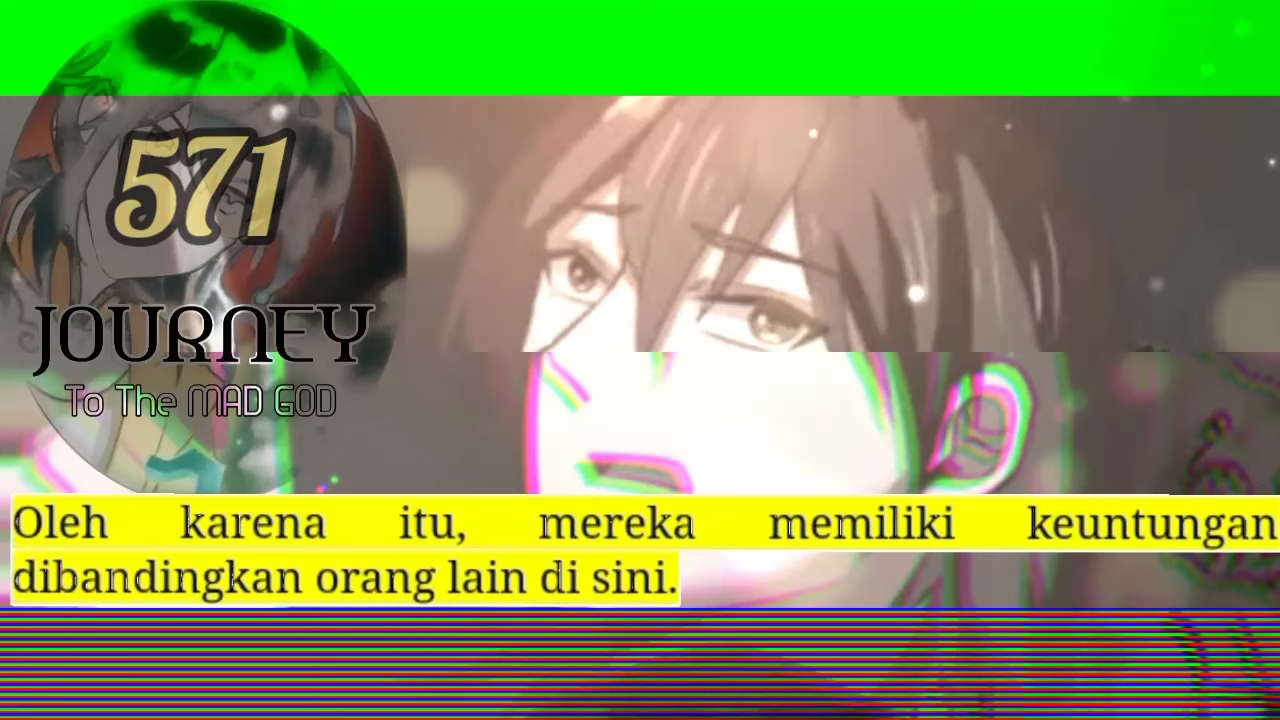 571
JOURNEY
To The MAD GOD
Oleh karena itu, mereka memiliki keuntungan
dibandingkan orang lain di sini.